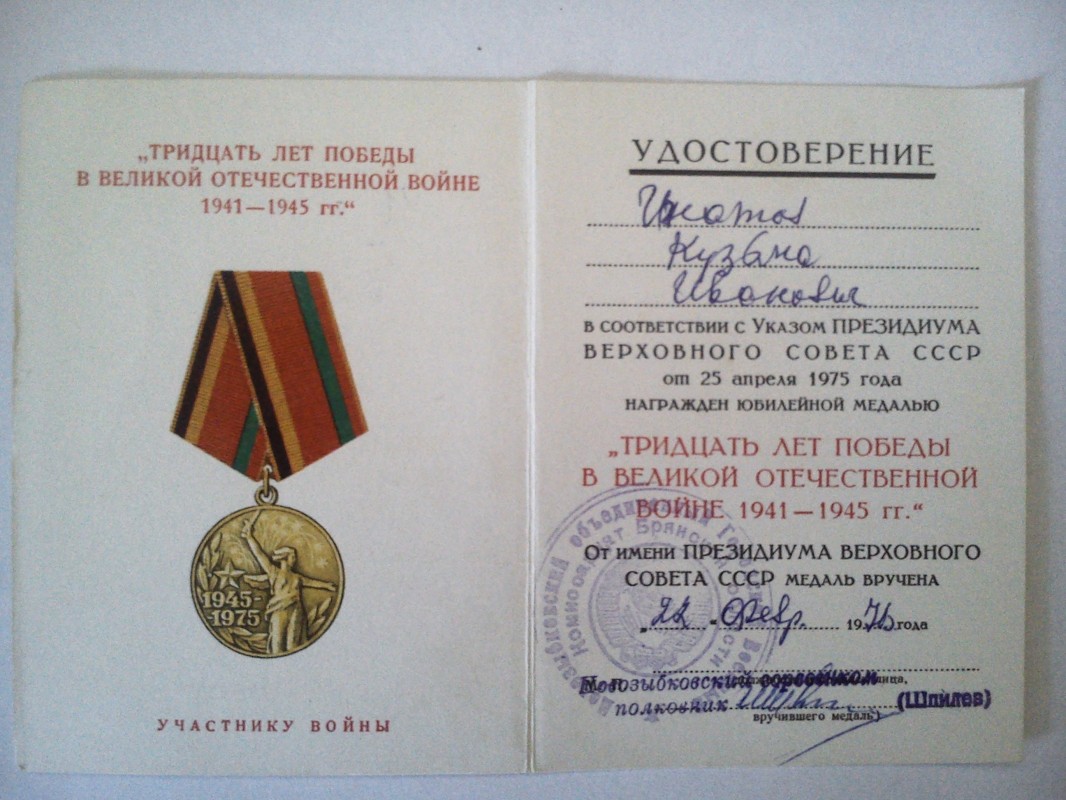 „ТРИДЦАТЬ ЛЕТ ПОБЕДЫ
В ВЕЛИКОЙ ОТЕЧЕСТВЕННОЙ ВОЙНЕ
1941—1945 гг.“
1945-
1975
УЧАСТНИКУ ВОЙНЫ
УДОСТОВЕРЕНИЕ
Кузьма
Иванович
В СООТВЕТСТВИИ С УКАЗОМ ПРЕЗИДИУМА
ВЕРХОВНОГО СОВЕТА СССР
от 25 апреля 1975 года
НАГРАЖДЕН ЮБИЛЕЙНОЙ МЕДАЛЬЮ
„ТРИДЦАТЬ ЛЕТ ПОБЕДЫ
В ВЕЛИКОЙ ОТЕЧЕСТВЕННОЙ
ВОЙНЕ 1941—1945 гг.“
ОТ ИМЕНИ ПРЕЗИДИУМА ВЕРХОВНОГО
СОВЕТА СССР МЕДАЛЬ ВРУЧЕНА
„22 “ Февр. 1976 года
Новозыбковский горвоенком
полковник (Шпилев)
вручившего медаль)